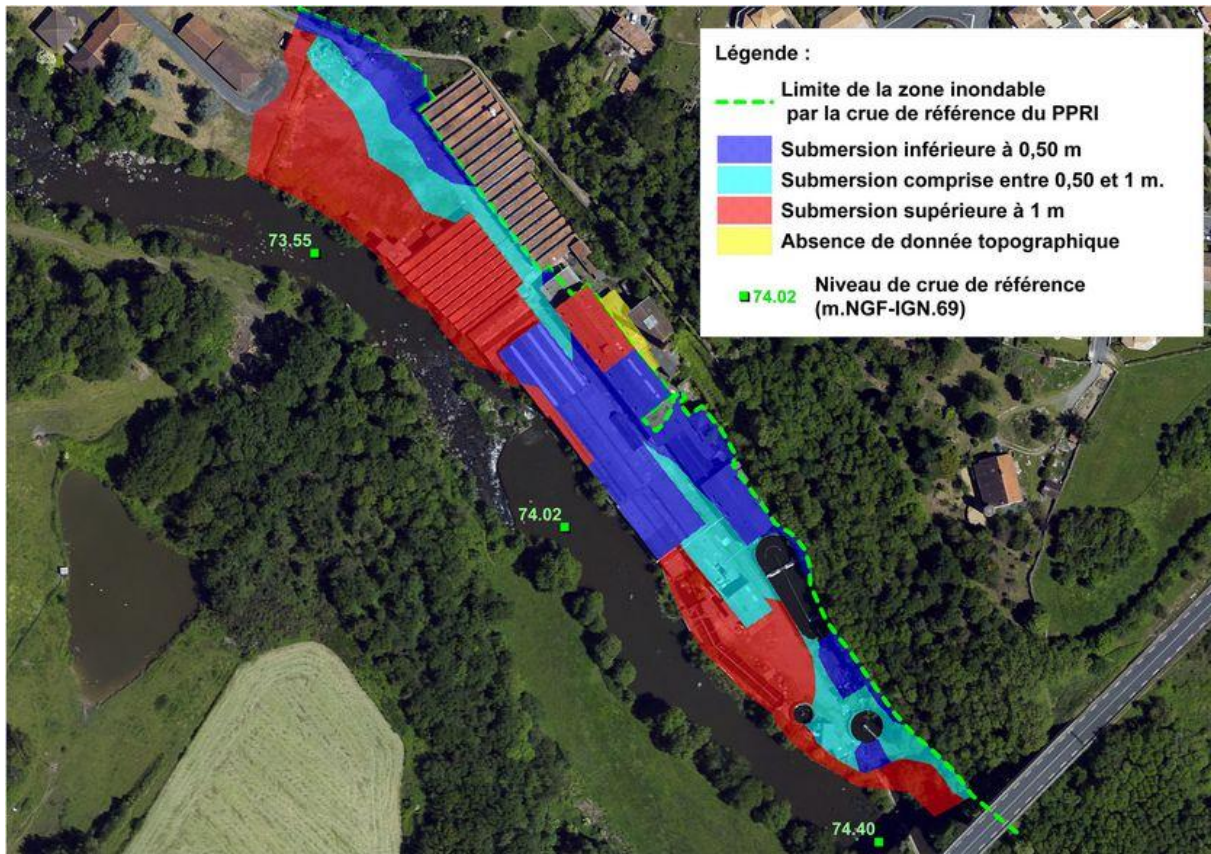 Légende :
Limite de la zone inondable
par la crue de référence du PPRI
Submersion inférieure à 0,50 m
Submersion comprise entre 0,50 et 1 m.
Submersion supérieure à 1 m
Absence de donnée topographique
74.02 Niveau de crue de référence
(m.NGF-IGN.69)
73.55
74.02
74.40